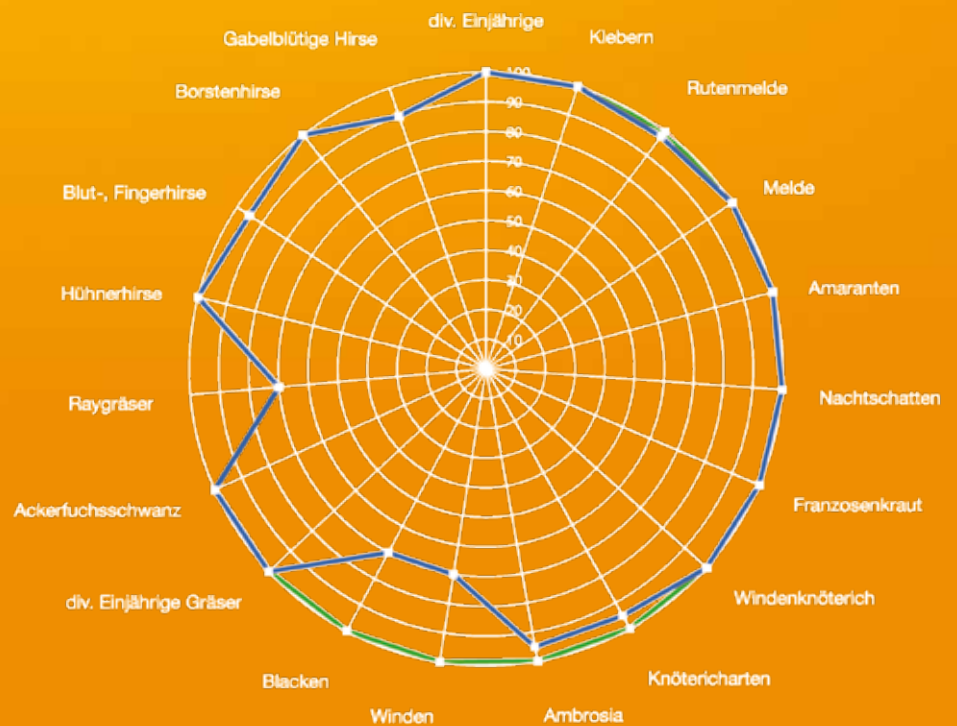 div. Einjährige
Klebern
Rutenmelde
Melde
Amaranten
Nachtschatten
Franzosenkraut
Windenknöterich
Knötericharten
Ambrosia
Winden
Blacken
div. Einjährige Gräser
Ackerfuchsschwanz
Raygräser
Hühnerhirse
Blut-, Fingerhirse
Borstenhirse
Gabelblütige Hirse
100
90
80
70
60
50
40
30
20
10